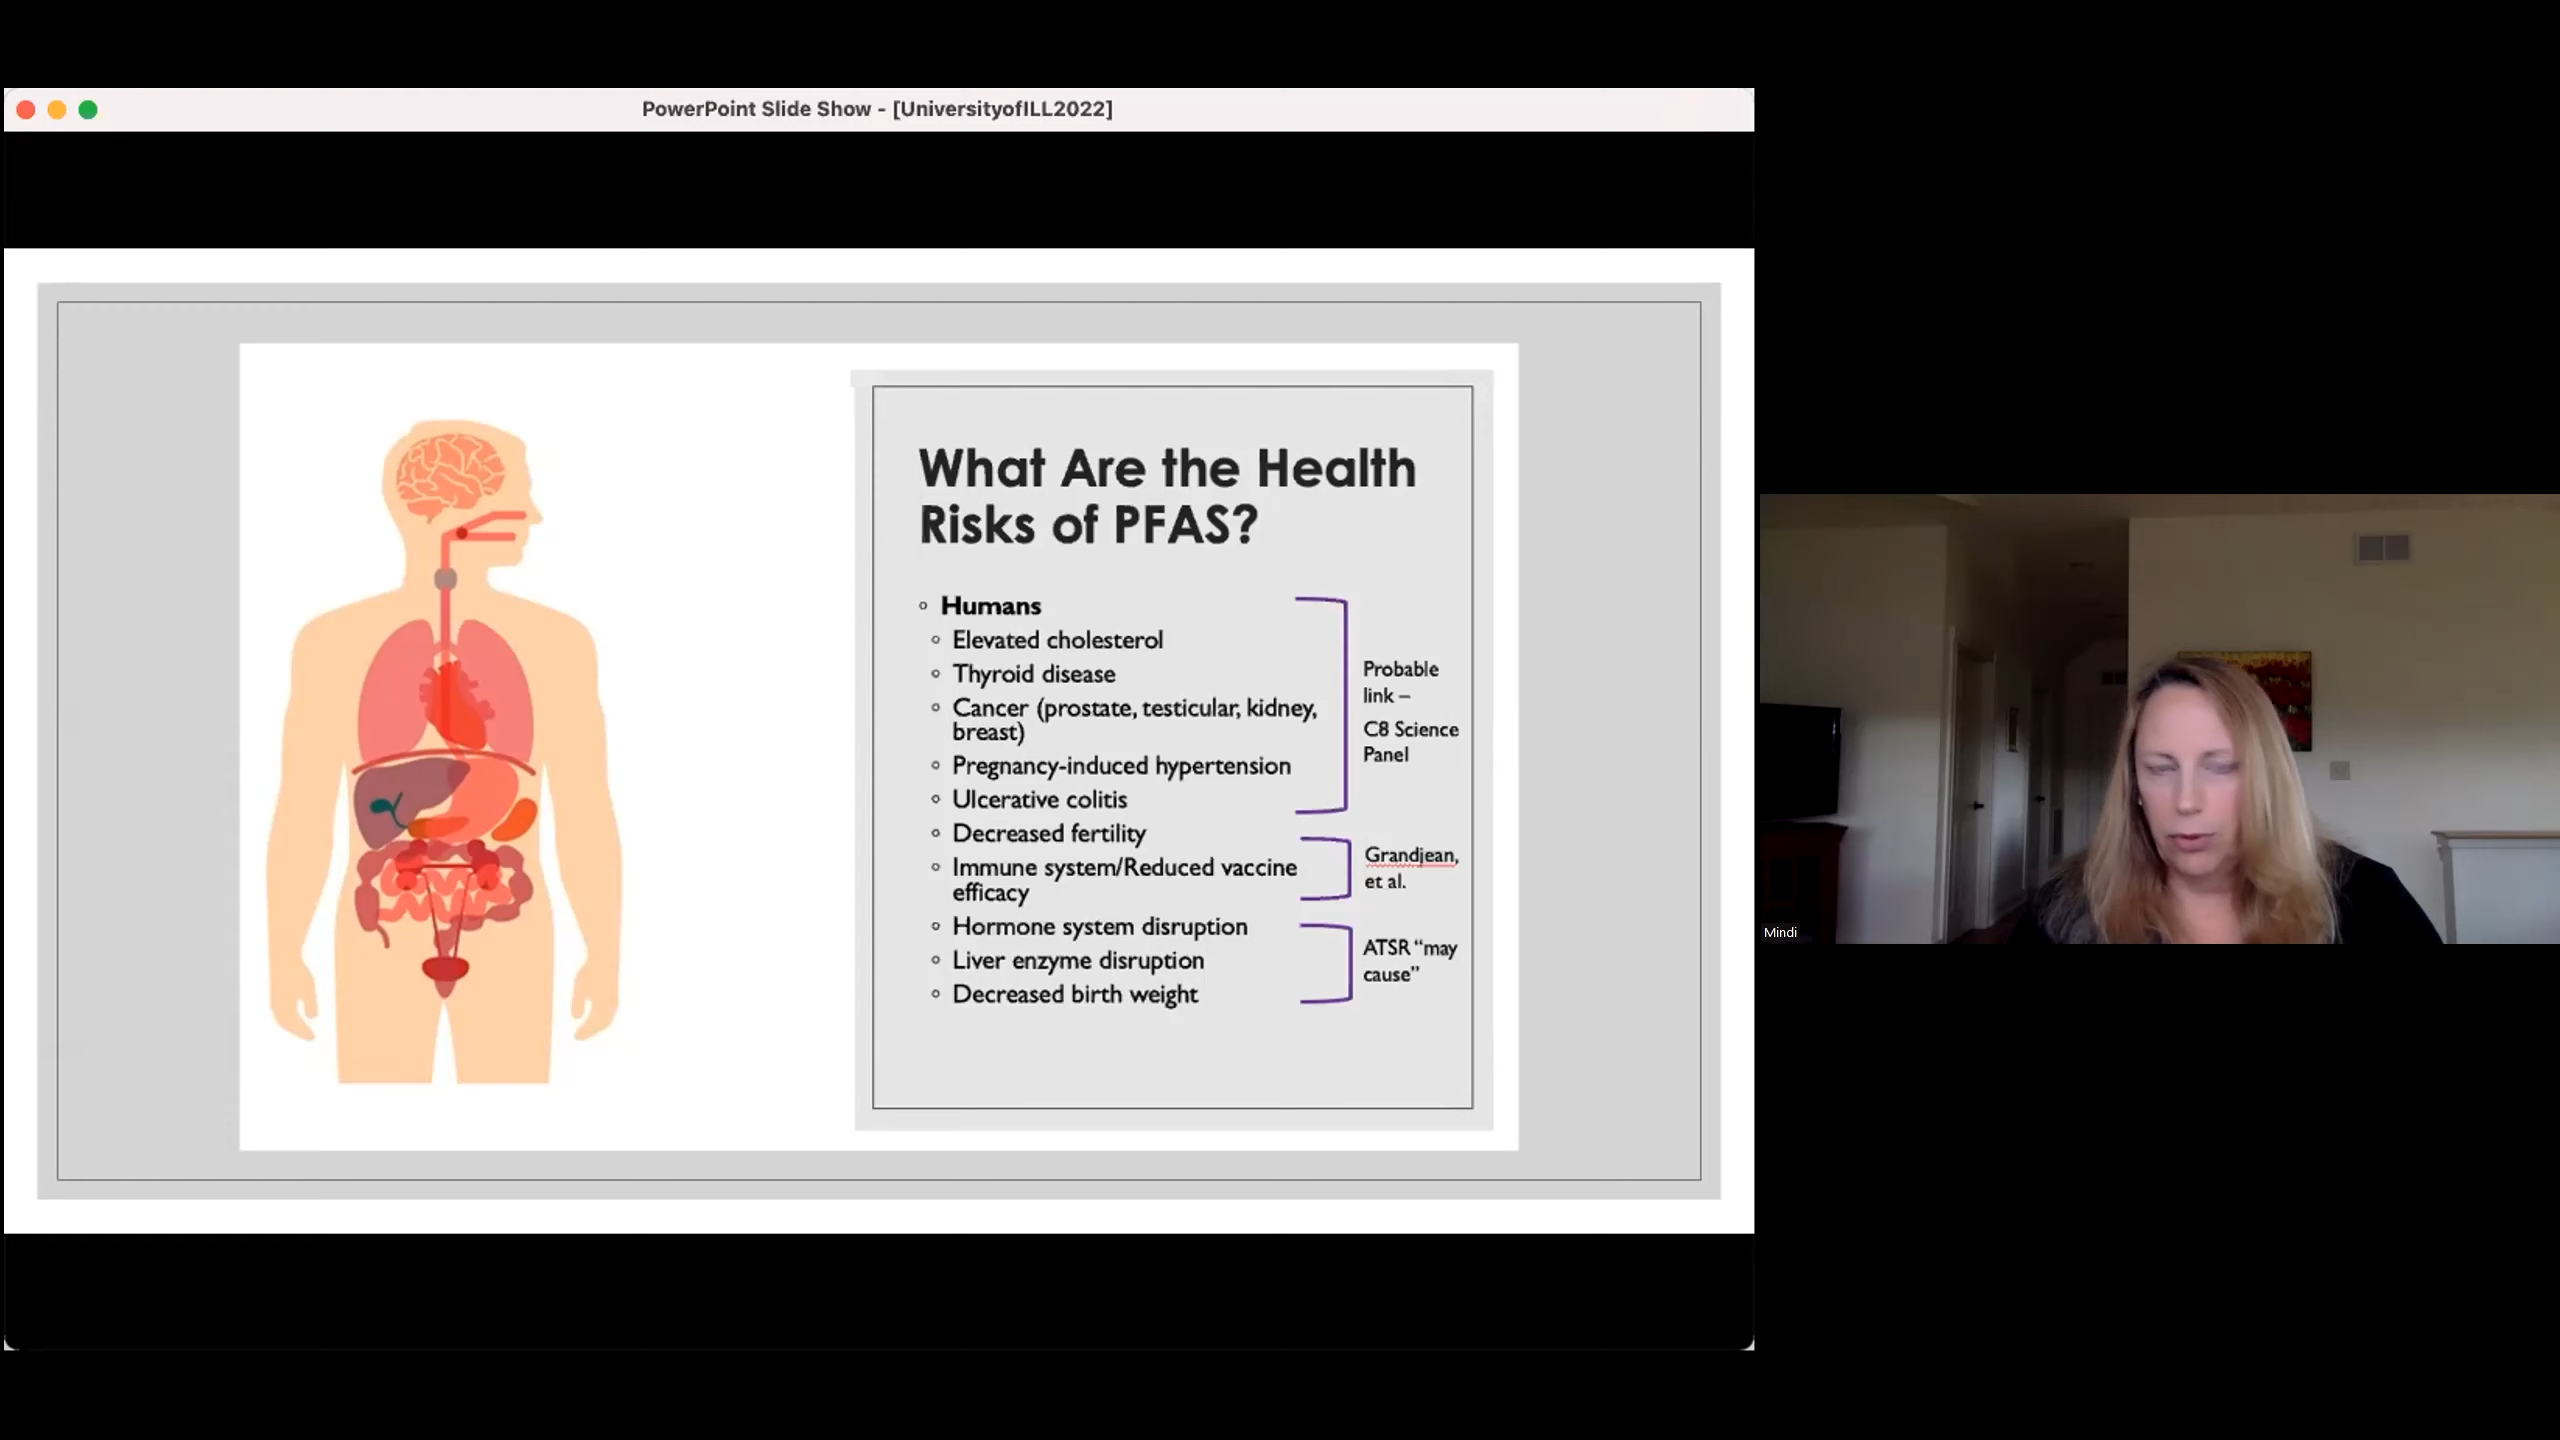 PowerPoint Slide Show - [UniversityofILL2022]
What Are the Health
Risks of PFAS?
Humans
Elevated cholesterol
Thyroid disease
Cancer (prostate, testicular, kidney,
breast)
Pregnancy-induced hypertension
Ulcerative colitis
Decreased fertility
Immune system/Reduced vaccine
efficacy
Hormone system disruption
Liver enzyme disruption
Decreased birth weight
Probable
link –
C8 Science
Panel
Grandjean,
et al.
ATSR “may
cause”
Mindi